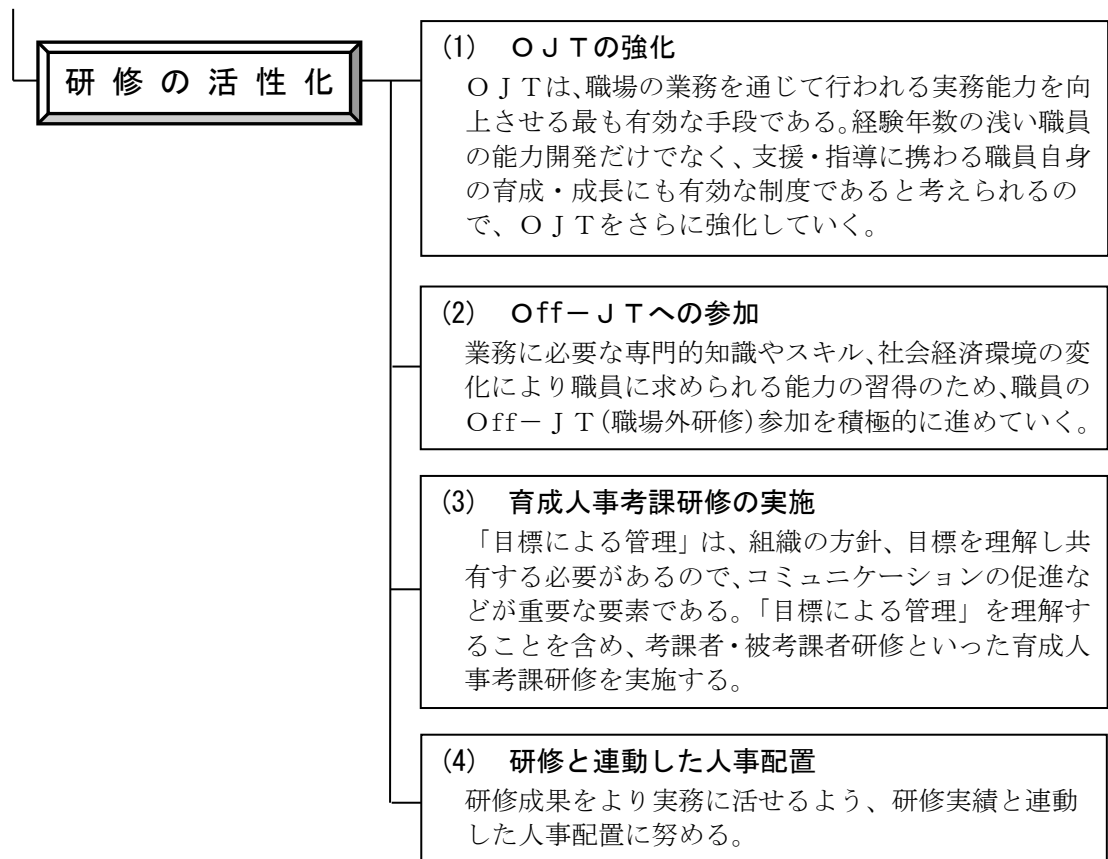 研修の活性化
(1) ＯＪＴの強化
ＯＪＴは、職場の業務を通じて行われる実務能力を向
上させる最も有効な手段である。経験年数の浅い職員
の能力開発だけでなく、支援・指導に携わる職員自身
の育成・成長にも有効な制度であると考えられるの
で、ＯＪＴをさらに強化していく。
(2) Ｏff－ＪＴへの参加
業務に必要な専門的知識やスキル、社会経済環境の変
化により職員に求められる能力の習得のため、職員の
Ｏff－ＪＴ(職場外研修)参加を積極的に進めていく。
(3) 育成人事考課研修の実施
「目標による管理」は、組織の方針、目標を理解し共
有する必要があるので、コミュニケーションの促進な
どが重要な要素である。「目標による管理」を理解す
ることを含め、考課者・被考課者研修といった育成人
事考課研修を実施する。
(4) 研修と連動した人事配置
研修成果をより実務に活せるよう、研修実績と連動
した人事配置に努める。